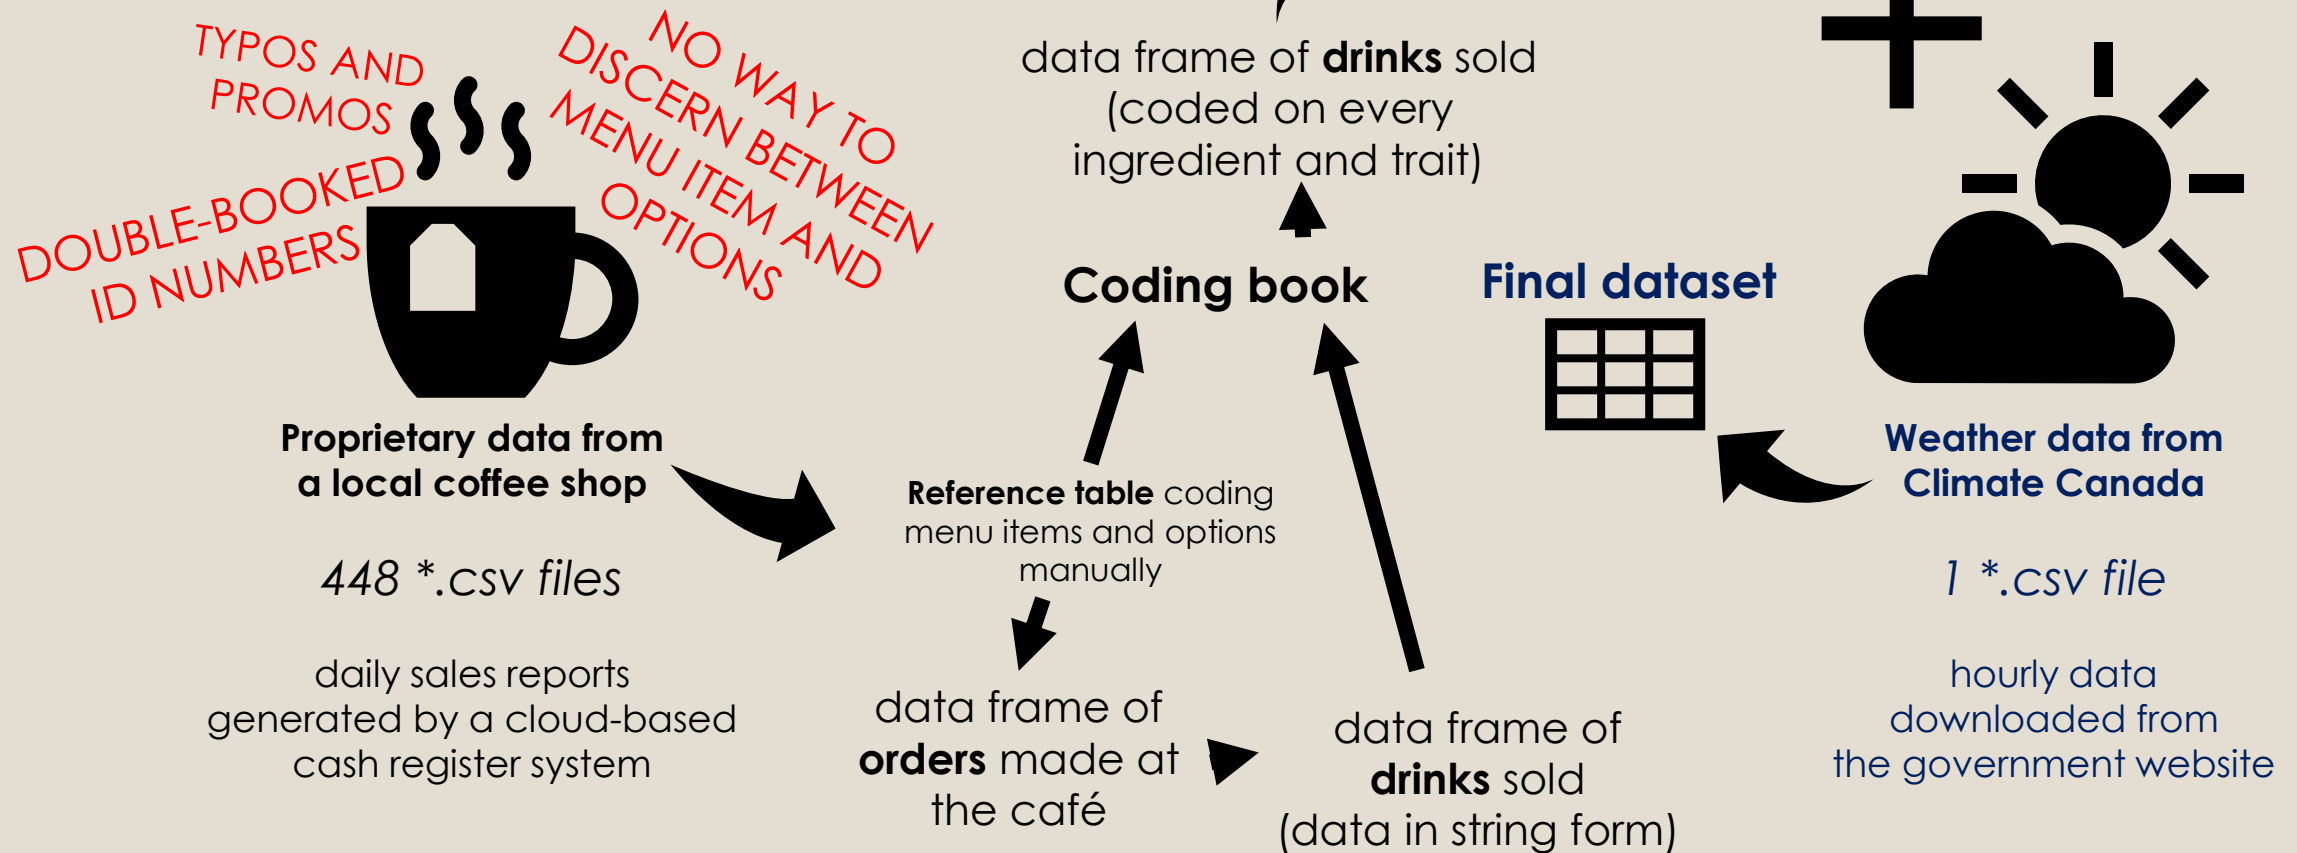 TYPOS AND
PROMOS
DOUBLE-BOOKED
ID NUMBERS
NO WAY TO
DISCERN BETWEEN
MENU ITEM AND
OPTIONS
Proprietary data from
a local coffee shop
448 *.csv files
daily sales reports
generated by a cloud-based
cash register system
data frame of drinks sold
(coded on every
ingredient and trait)
Coding book
Reference table coding
menu items and options
manually
data frame of
orders made at
the café
data frame of
drinks sold
(data in string form)
Final dataset
Weather data from
Climate Canada
1 *.csv file
hourly data
downloaded from
the government website